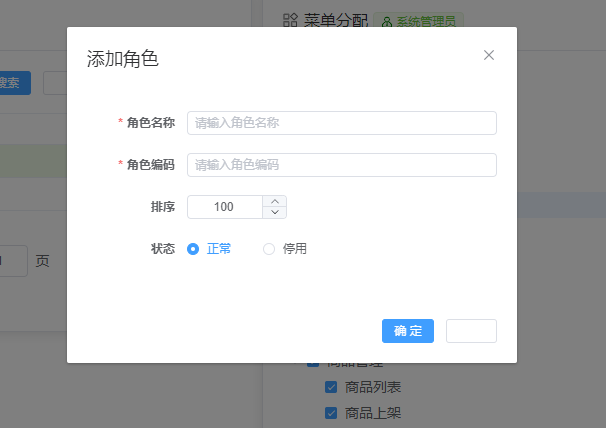 菜单分配 系统管理员
添加角色
搜索
* 角色名称 请输入角色名称
* 角色编码 请输入角色编码
排序 100
状态 正常 停用
页
确 定
商品管理
商品列表
商品上架